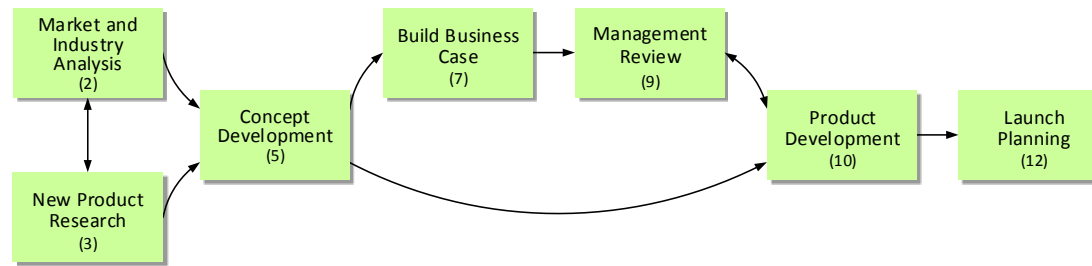 Market and
Industry
Analysis
(2)
New Product
Research
(3)
Concept
Development
(5)
Build Business
Case
(7)
Management
Review
(9)
Product
Development
(10)
Launch
Planning
(12)